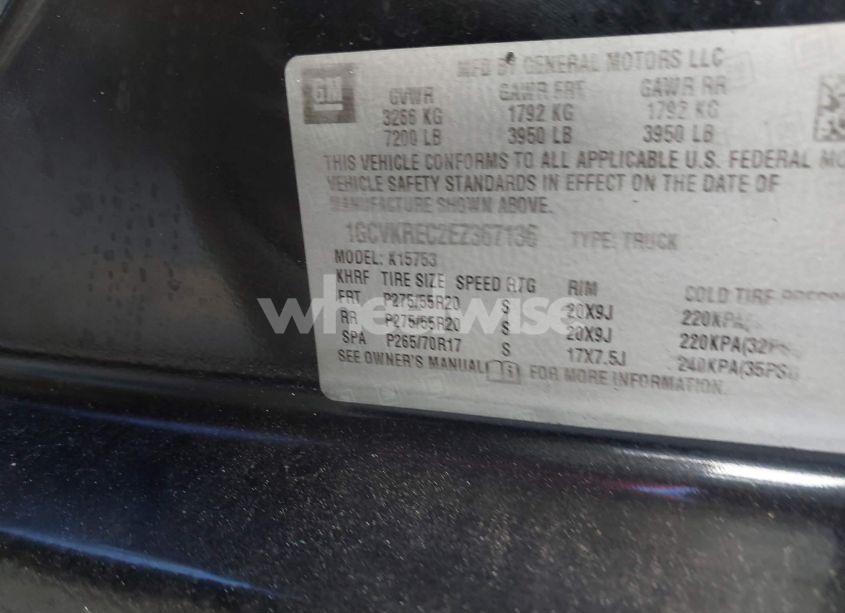 MFD BY GENERAL MOTORS LLC
GM
GVWR GAWR FRT GAWR RR
3266 KG 1792 KG 1792 KG
7200 LB 3950 LB 3950 LB
THIS VEHICLE CONFORMS TO ALL APPLICABLE U.S. FEDERAL MO
VEHICLE SAFETY STANDARDS IN EFFECT ON THE DATE OF
MANUFACTURE SHOWN ABOVE.
1GCVKREC2EZ367136 TYPE: TRUCK
MODEL: K15753
KHRF TIRE SIZE SPEED RTG RIM COLD TIRE
FRT P275/55R20 S 20X9J 220KPA
RR P275/55R20 S 20X9J 220KPA(32PS
SPA P265/70R17 S 17X7.5J 240KPA(35PSI
SEE OWNER'S MANUAL FOR MORE INFORMATION.